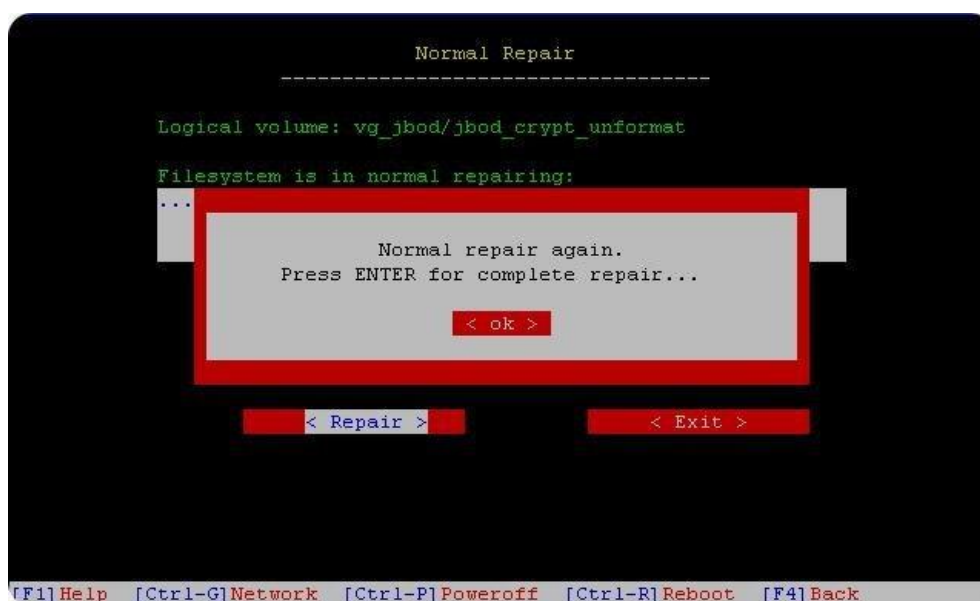 Normal Repair
-----------------------------------
Logical volume: vg_jbod/jbod_crypt_unformat
Filesystem is in normal repairing:
...
Normal repair again.
Press ENTER for complete repair...
< ok >
< Repair > < Exit >
[F1]Help [Ctrl-G]Network [Ctrl-P]Poweroff [Ctrl-R]Reboot [F4]Back